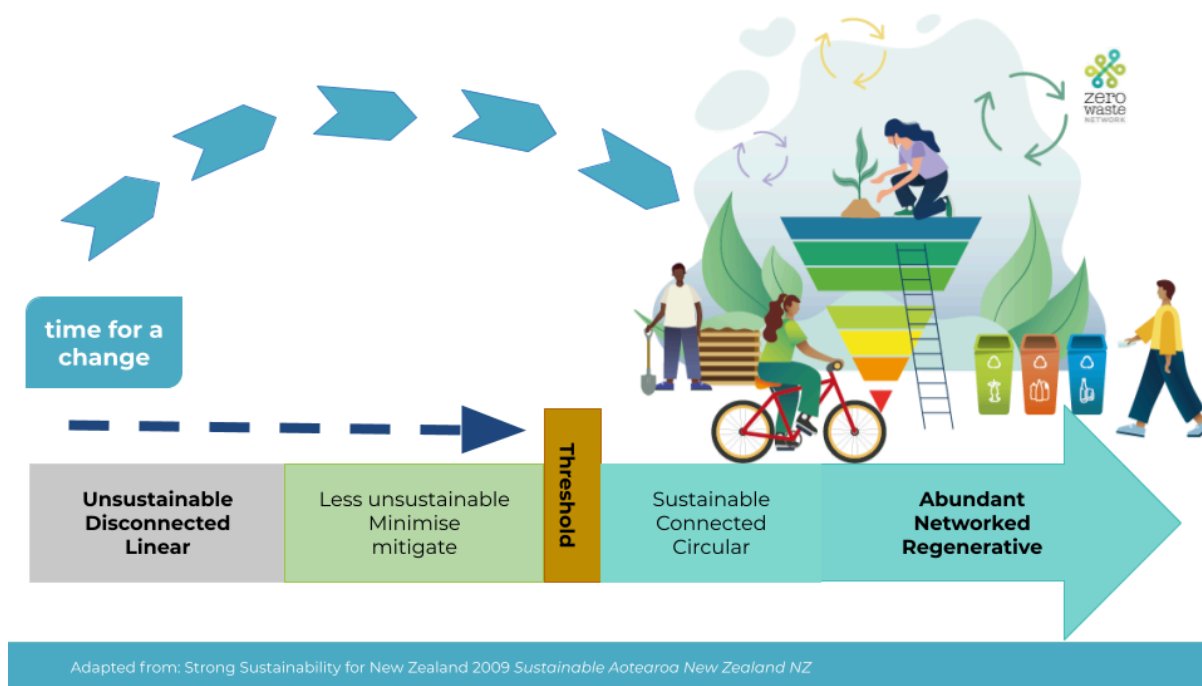 zero
waste
NETWORK
time for a
change
Threshold
Unsustainable
Disconnected
Linear
Less unsustainable
Minimise
mitigate
Sustainable
Connected
Circular
Abundant
Networked
Regenerative
Adapted from: Strong Sustainability for New Zealand 2009 Sustainable Aotearoa New Zealand NZ